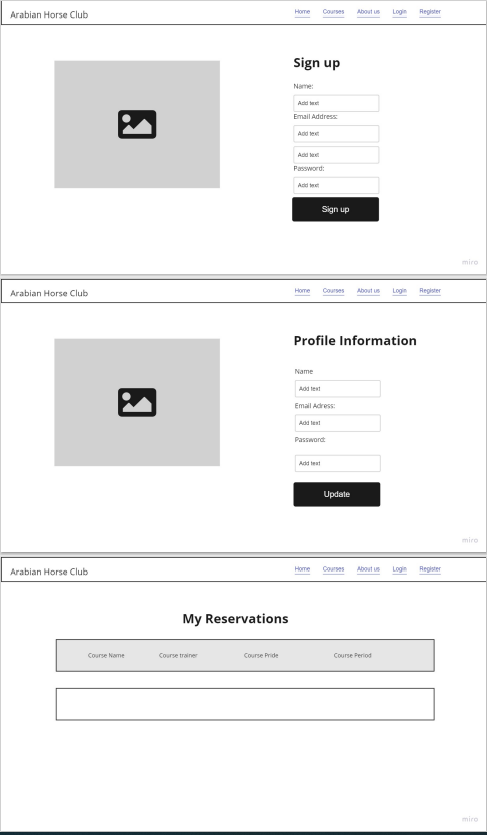 Arabian Horse Club
Home Courses About us Login Register
Sign up
Name:
Add text
Email Address:
Add text
Add text
Password:
Add text
Sign up
miro
Arabian Horse Club
Home Courses About us Login Register
Profile Information
Name
Add text
Email Adress:
Add text
Password:
Add text
Update
miro
Arabian Horse Club
Home Courses About us Login Register
My Reservations
Course Name Course trainer Course Pride Course Perioid
miro